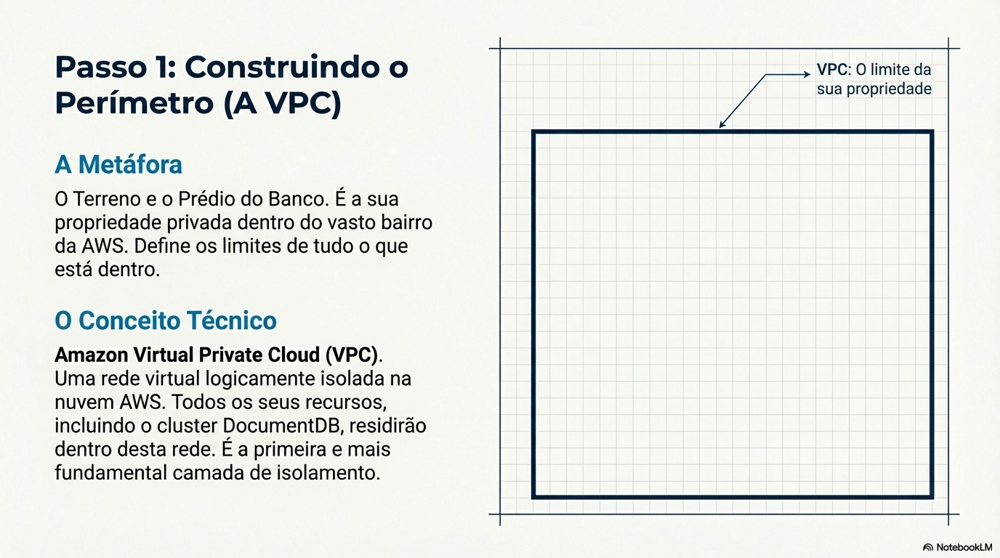 Passo 1: Construindo o
Perímetro (A VPC)
A Metáfora
O Terreno e o Prédio do Banco. É a sua
propriedade privada dentro do vasto bairro
da AWS. Define os limites de tudo o que
está dentro.
O Conceito Técnico
Amazon Virtual Private Cloud (VPC).
Uma rede virtual logicamente isolada na
nuvem AWS. Todos os seus recursos,
incluindo o cluster DocumentDB, residirão
dentro desta rede. É a primeira e mais
fundamental camada de isolamento.
VPC: O limite da
sua propriedade
NotebookLM